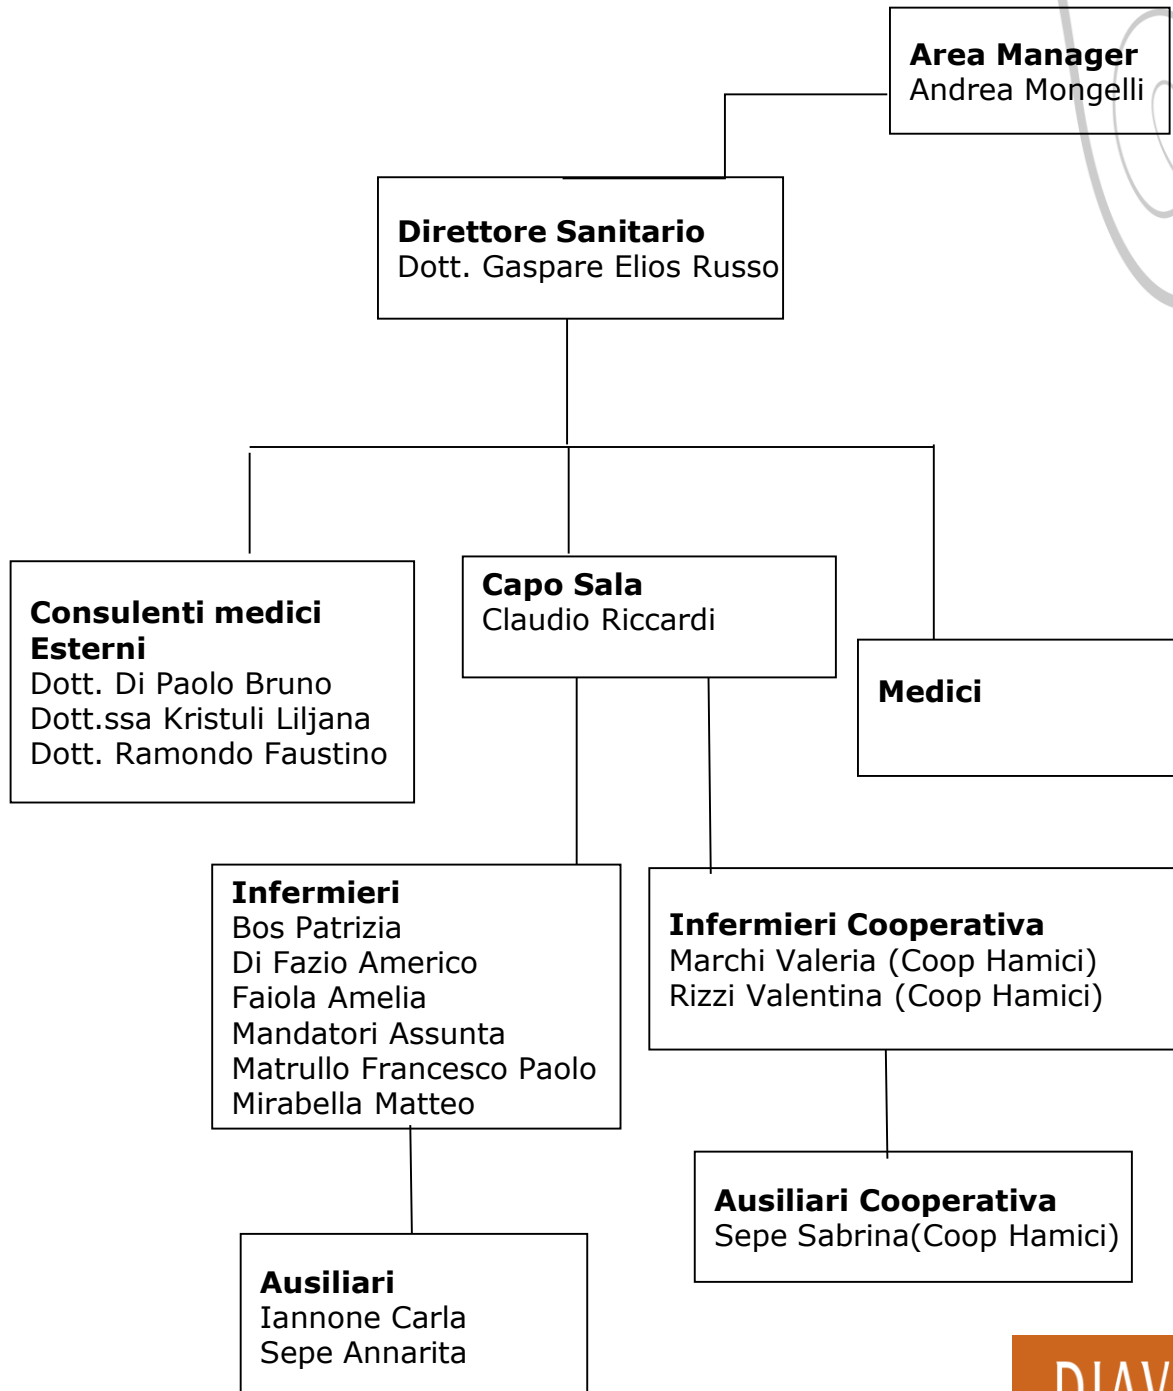 Area Manager
Andrea Mongelli
Direttore Sanitario
Dott. Gaspare Elios Russo
Consulenti medici
Esterni
Dott. Di Paolo Bruno
Dott.ssa Kristuli Liljana
Dott. Ramondo Faustino
Capo Sala
Claudio Riccardi
Medici
Infermieri
Bos Patrizia
Di Fazio Americo
Faiola Amelia
Mandatori Assunta
Matrullo Francesco Paolo
Mirabella Matteo
Infermieri Cooperativa
Marchi Valeria (Coop Hamici)
Rizzi Valentina (Coop Hamici)
Ausiliari Cooperativa
Sepe Sabrina(Coop Hamici)
Ausiliari
Iannone Carla
Sepe Annarita